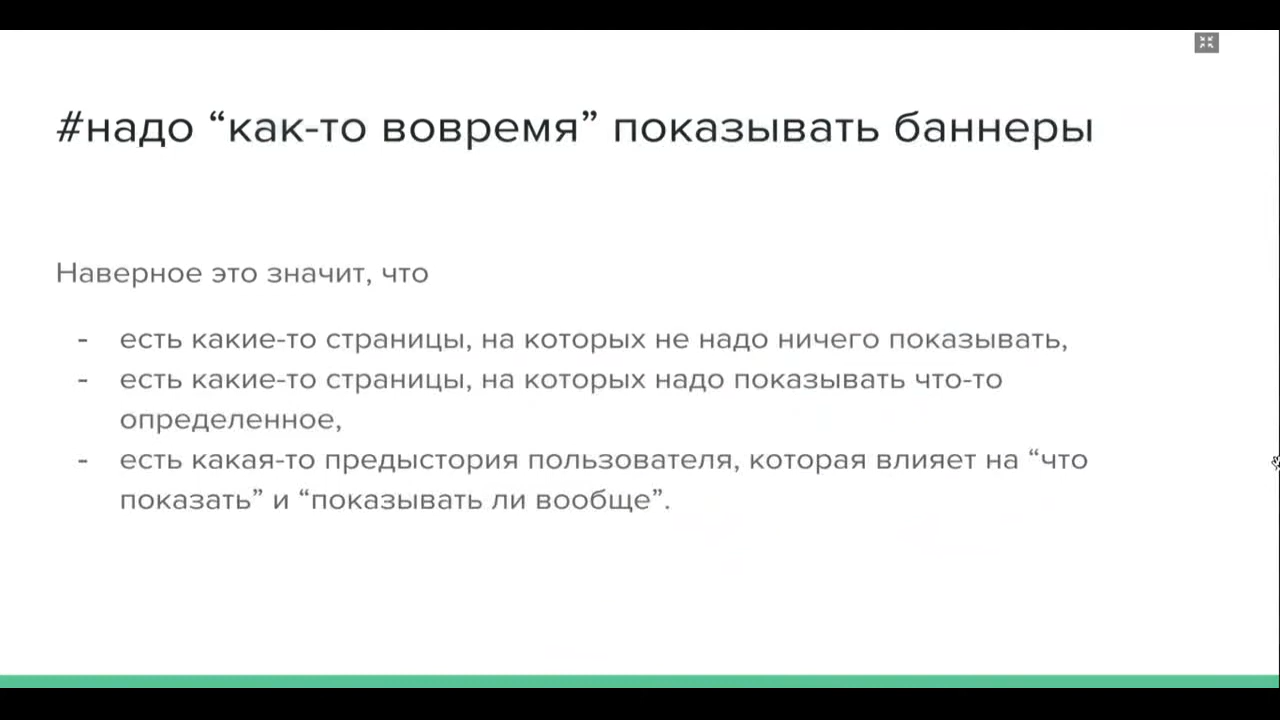 #надо “как-то вовремя” показывать баннеры
Наверное это значит, что
- есть какие-то страницы, на которых не надо ничего показывать,
- есть какие-то страницы, на которых надо показывать что-то
определенное,
- есть какая-то предыстория пользователя, которая влияет на “что
показать” и “показывать ли вообще”.